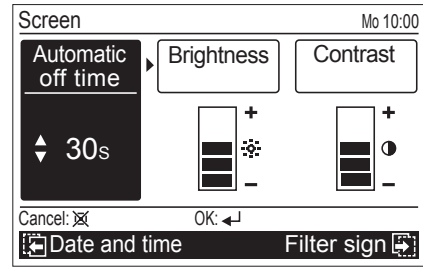 Screen Mo 10:00
Automatic Brightness Contrast
off time
+ +
30s
− −
Cancel: OK:
Date and time Filter sign